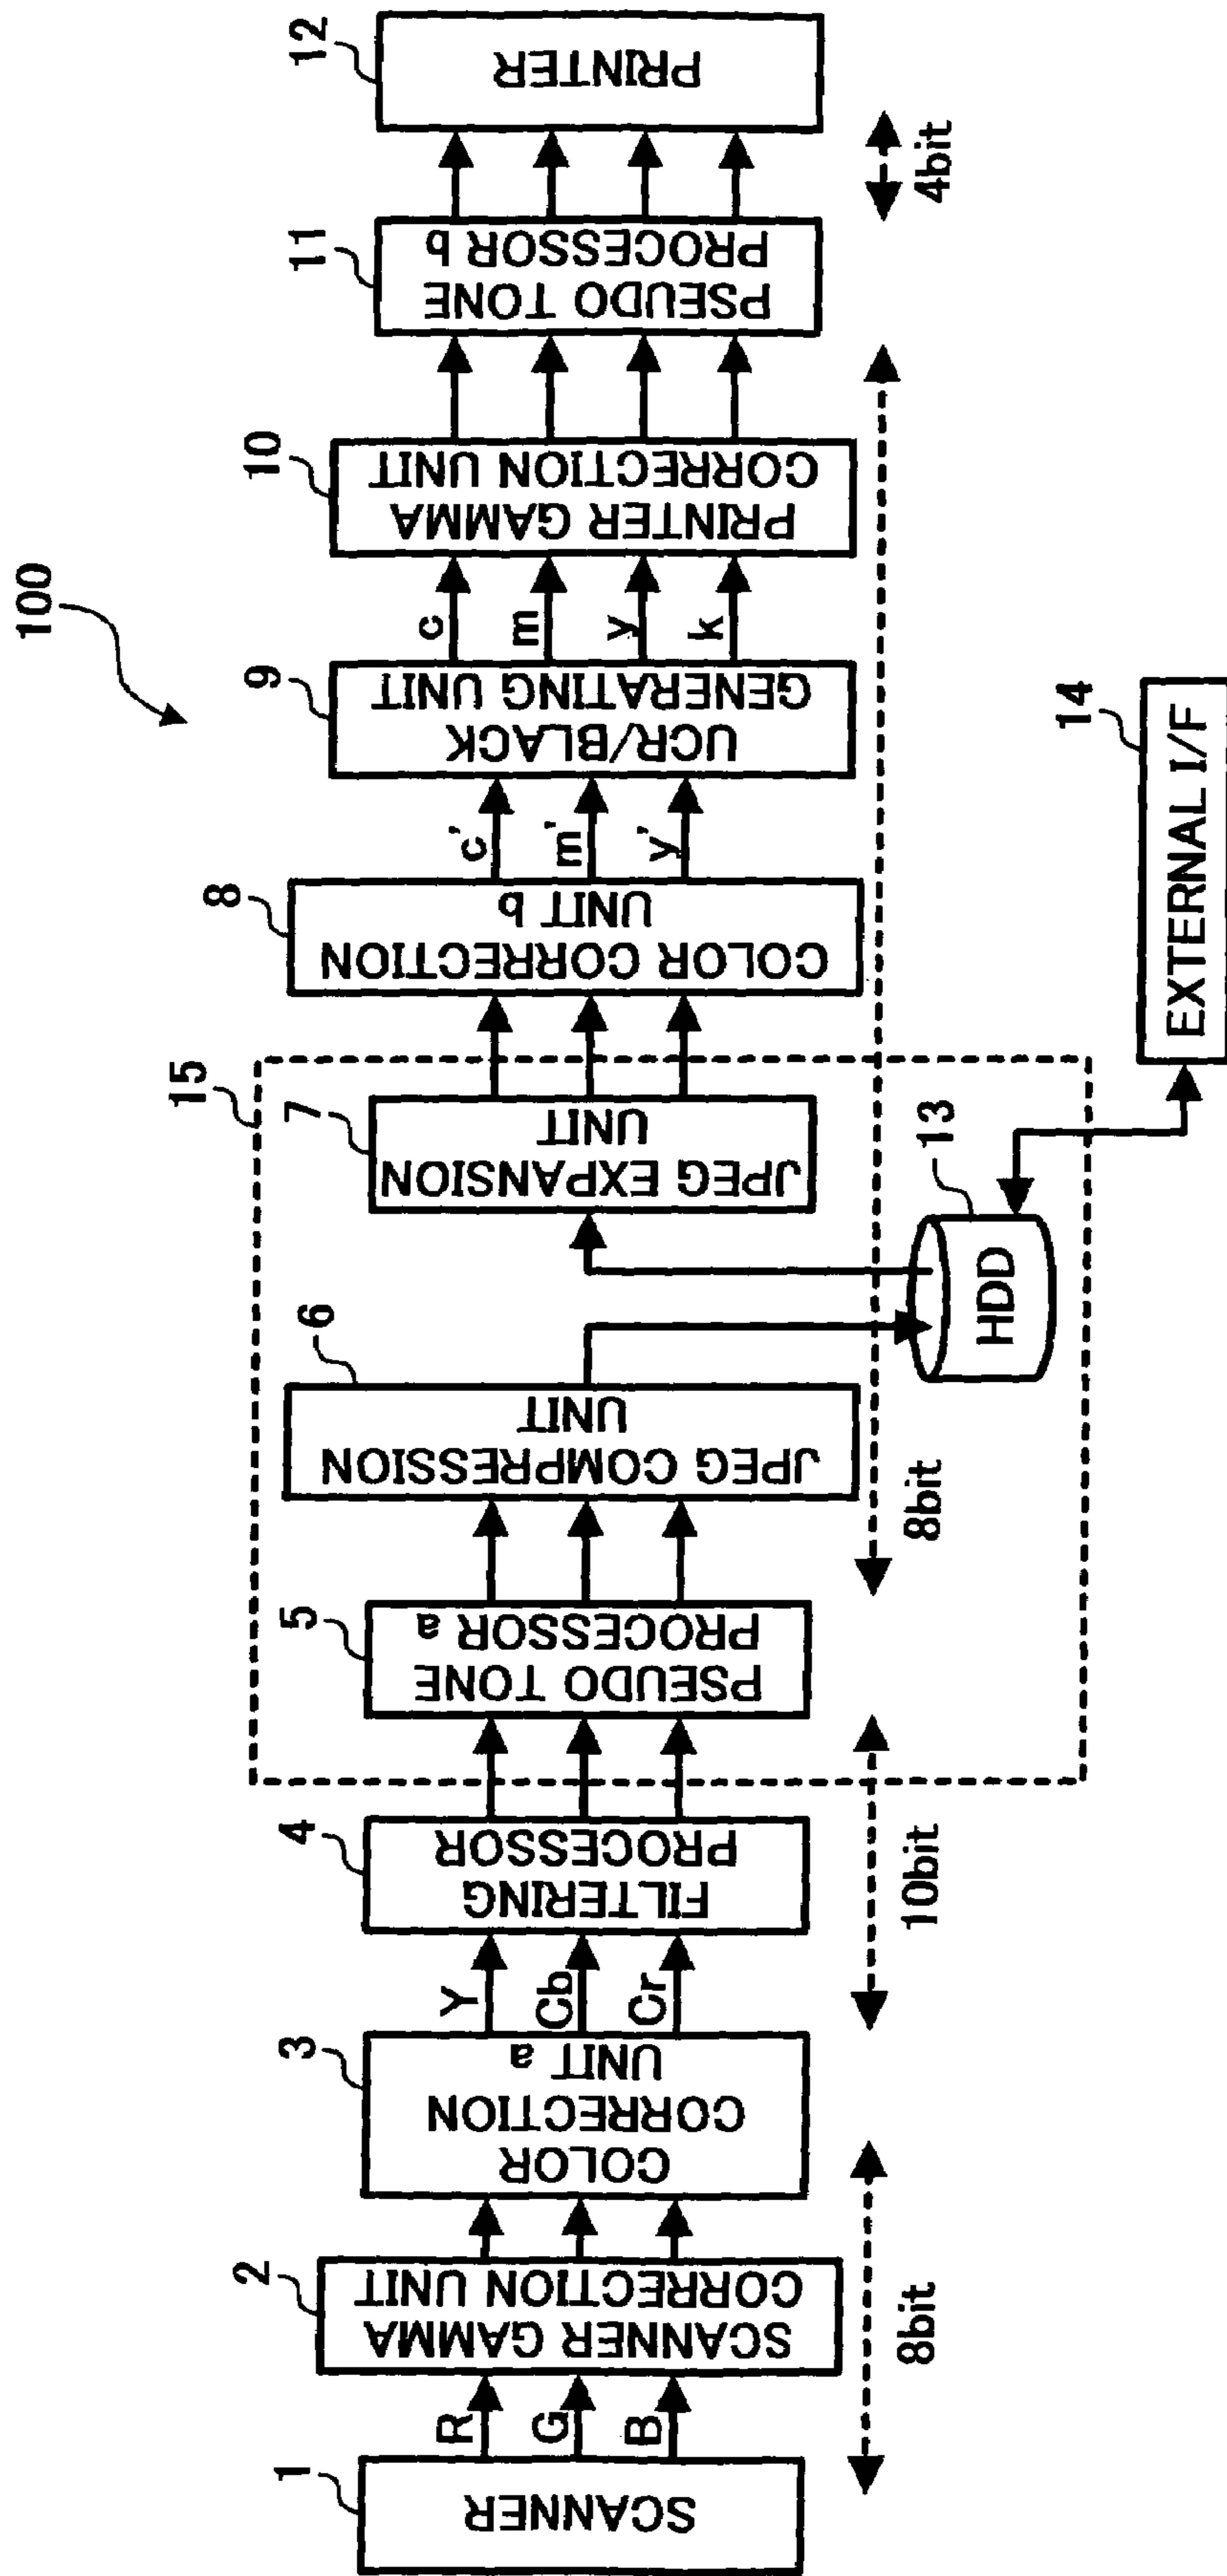 100
1
SCANNER
R
G
B
2
SCANNER GAMMA
CORRECTION UNIT
8bit
3
COLOR
CORRECTION
UNIT a
Y
Cb
Cr
4
FILTERING
PROCESSOR
10bit
15
5
PSEUDO TONE
PROCESSOR a
6
JPEG COMPRESSION
UNIT
8bit
7
JPEG EXPANSION
UNIT
13
HDD
14
EXTERNAL I/F
8
COLOR CORRECTION
UNIT b
c'
m'
y'
9
UCR/BLACK
GENERATING UNIT
c
m
y
k
10
PRINTER GAMMA
CORRECTION UNIT
11
PSEUDO TONE
PROCESSOR b
4bit
12
PRINTER